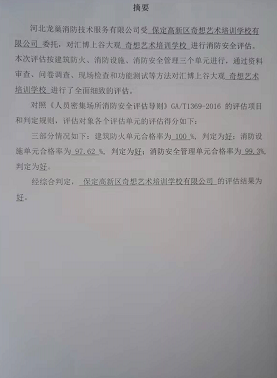 摘要
河北龙巢消防技术服务有限公司受 保定高新区奇想艺术培训学校有限公司 委托，对汇博上谷大观 奇想艺术培训学校 进行消防安全评估。
本次评估按建筑防火、消防设施、消防安全管理三个单元进行，通过资料
审查、问卷调查、现场检查和功能测试等方法对汇博上谷大观 奇想艺术
培训学校 进行了全面细致的评估。
对照《人员密集场所消防安全评估导则》GA/T1369-2016 的评估项目
和判定规则，评估对象各个评估单元的评估得分如下：
三部分情况如下：建筑防火单元合格率为 100 %，判定为好；消防设
施单元合格率为 97.62 %，判定为好；消防安全管理单元合格率为 99.3%，
判定为好。
经综合判定， 保定高新区奇想艺术培训学校有限公司 的评估结果为
好。